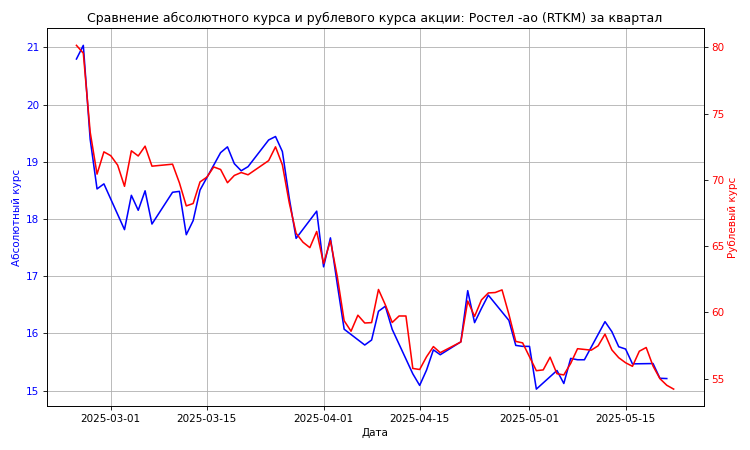 Сравнение абсолютного курса и рублевого курса акции: Ростел -ао (RTKM) за квартал
21
20
19
18
17
16
15
Абсолютный курс
80
75
70
65
60
55
Рублевый курс
2025-03-01 2025-03-15 2025-04-01 2025-04-15 2025-05-01 2025-05-15
Дата